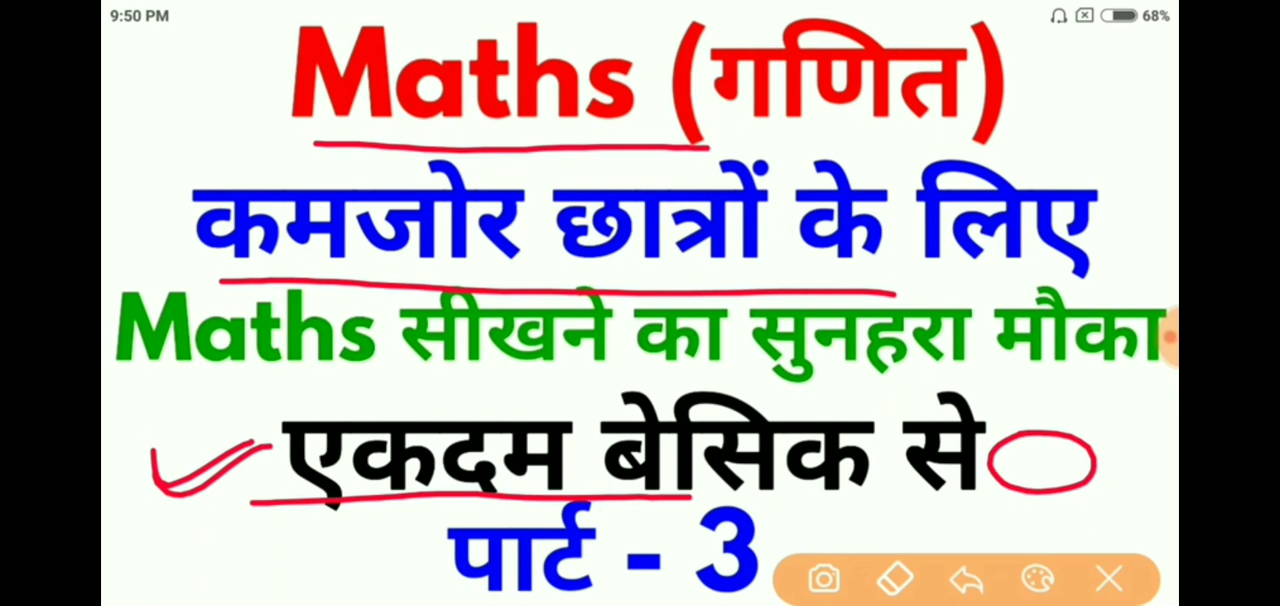 9:50 PM 68%
Maths (गणित)
कमजोर छात्रों के लिए
Maths सीखने का सुनहरा मौका
एकदम बेसिक से
पार्ट - 3